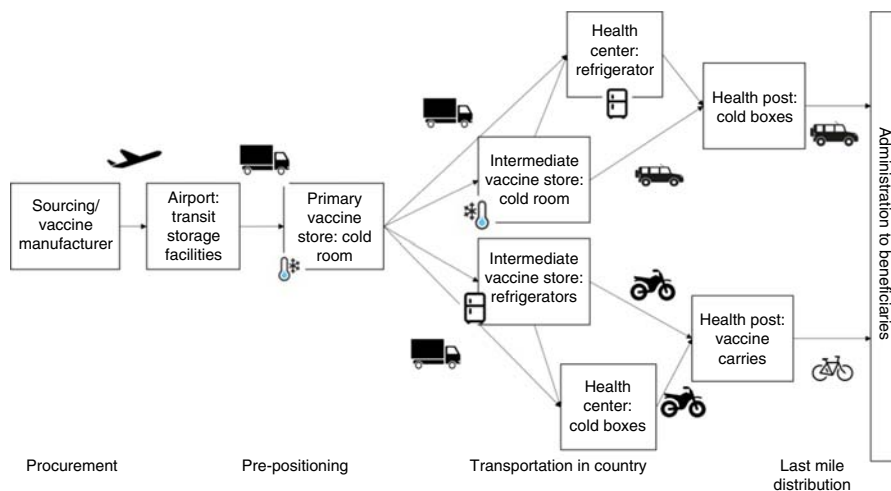 Sourcing/
vaccine
manufacturer
Airport:
transit
storage
facilities
Primary
vaccine
store: cold
room
Health
center:
refrigerator
Intermediate
vaccine store:
cold room
Intermediate
vaccine store:
refrigerators
Health
center:
cold boxes
Health post:
cold boxes
Health post:
vaccine
carries
Administration to beneficiaries
Procurement
Pre-positioning
Transportation in country
Last mile
distribution